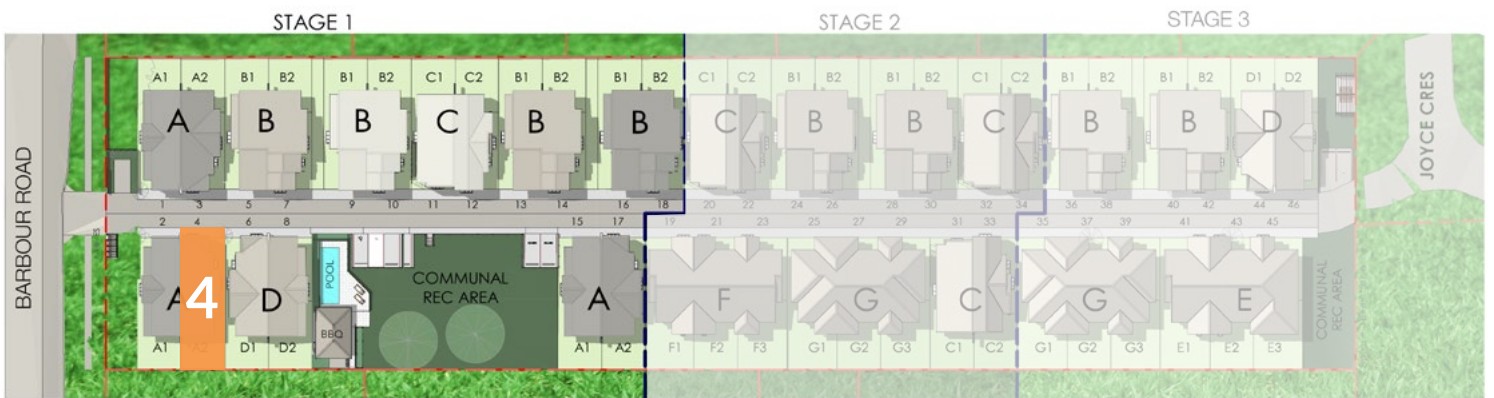 STAGE 1 STAGE 2 STAGE 3
A1 A2 B1 B2 B1 B2 C1 C2 B1 B2 B1 B2 C1 C2 B1 B2 B1 B2 C1 C2 B1 B2 B1 B2 D1 D2
A B B C B B C B B C B B D
BARBOUR ROAD
JOYCE CRES
1 3 5 7 9 10 11 12 13 14 16 18 20 22 24 26 28 30 32 34 36 38 40 42 44 46
2 4 6 8 15 17 19 21 23 25 27 29 31 33 35 37 39 41 43 45
A 4 D A F G C G E
POOL
BBQ
COMMUNAL
REC AREA
COMMUNAL
REC AREA
A1 A2 D1 D2 A1 A2 F1 F2 F3 G1 G2 G3 C1 C2 G1 G2 G3 E1 E2 E3